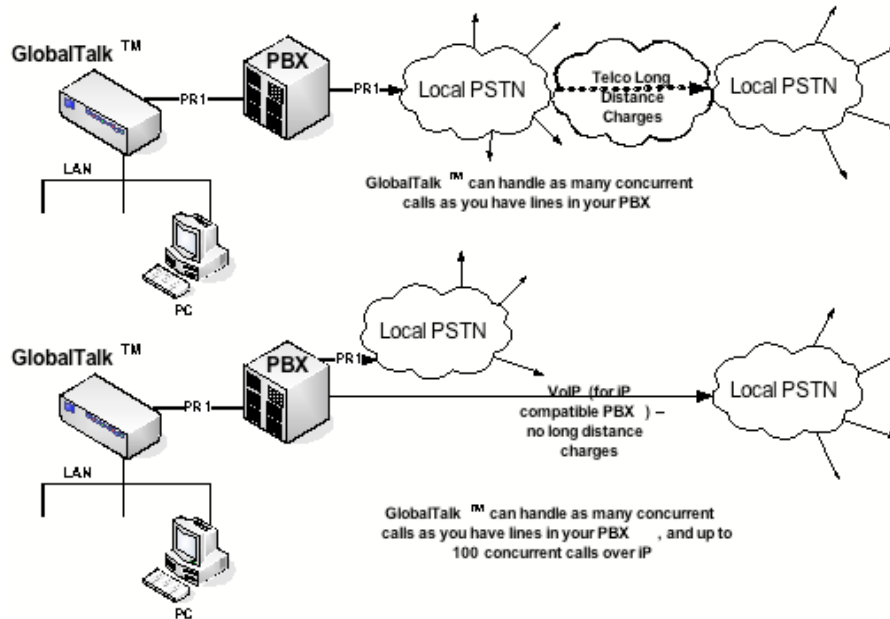 GlobalTalk ™
PBX
PR1
PR1
Local PSTN
Telco Long
Distance
Charges
Local PSTN
LAN
PC
GlobalTalk ™ can handle as many concurrent
calls as you have lines in your PBX
GlobalTalk ™
PBX
PR1
PR1
Local PSTN
VoIP (for iP
compatible PBX ) –
no long distance
charges
Local PSTN
LAN
PC
GlobalTalk ™ can handle as many concurrent
calls as you have lines in your PBX , and up to
100 concurrent calls over iP